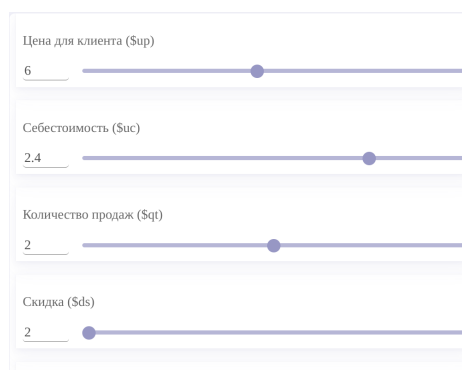 Цена для клиента ($up)
6
Себестоимость ($uc)
2.4
Количество продаж ($qt)
2
Скидка ($ds)
2